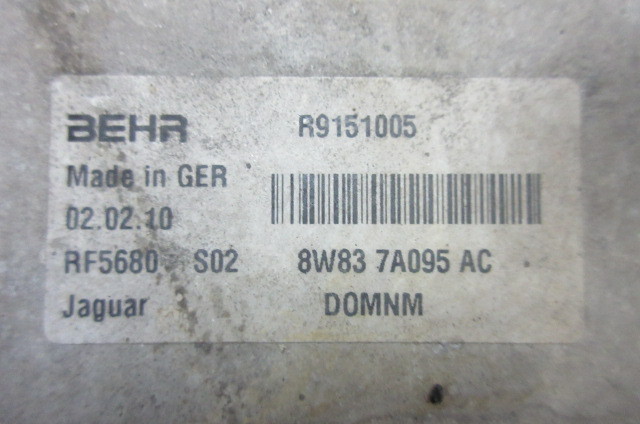 BEHR R9151005
Made in GER
02.02.10
RF5680 S02 8W83 7A095 AC
Jaguar DOMNM